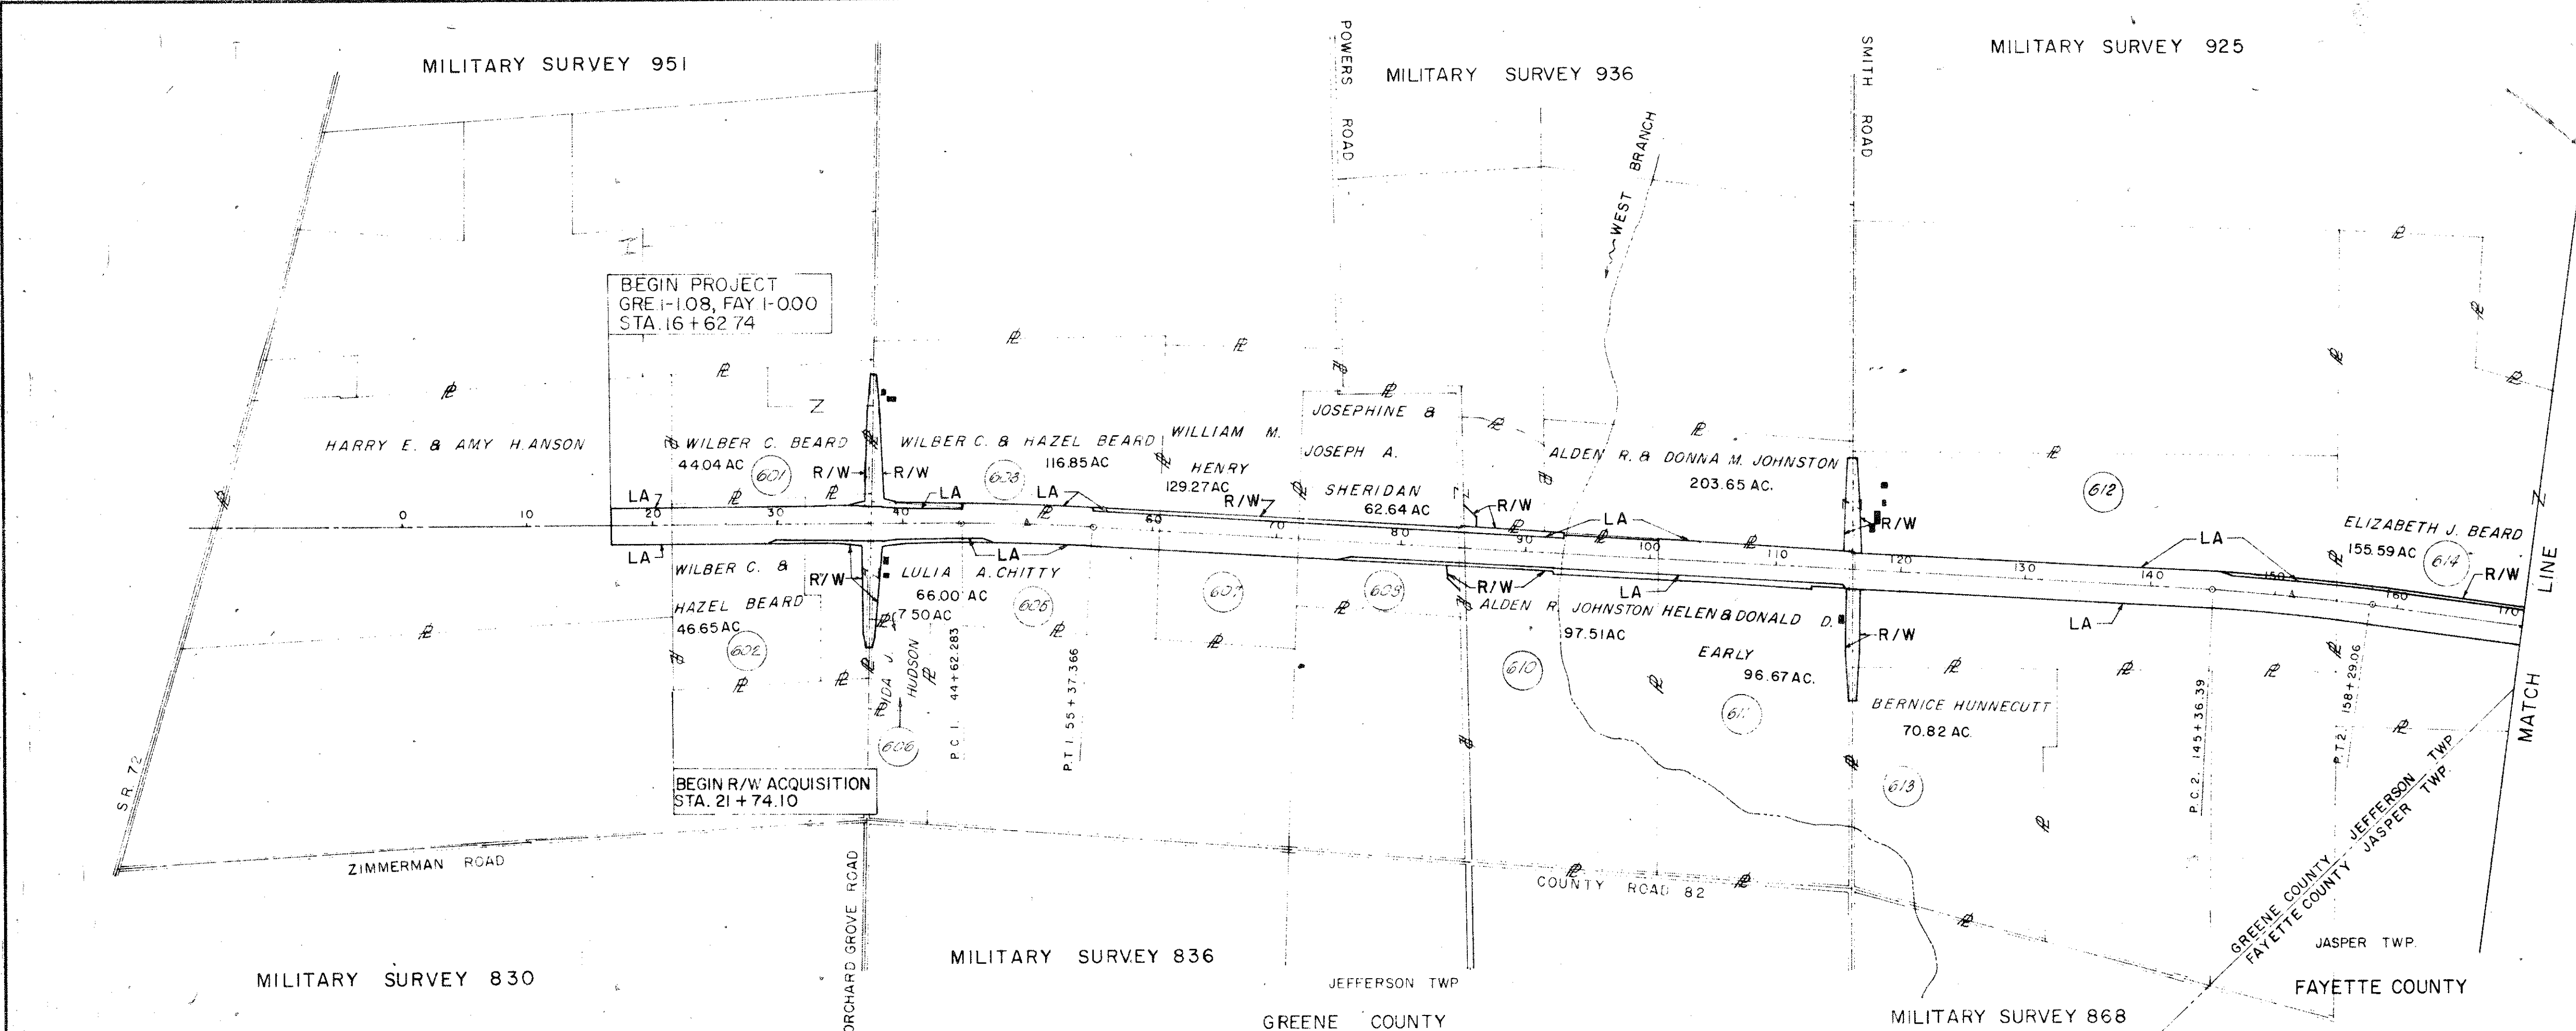 MILITARY SURVEY 951
POWERS ROAD
MILITARY SURVEY 936
SMITH ROAD
MILITARY SURVEY 925
WEST BRANCH
BEGIN PROJECT
GRE.1-1.08, FAY.1-0.00
STA. 16+62 74
HARRY E. & AMY H. ANSON
WILBER C. BEARD
44.04 AC
601
R/W
R/W
WILBER C. & HAZEL BEARD
116.85 AC
603
WILLIAM M.
HENRY
129.27 AC
R/W
JOSEPHINE &
JOSEPH A.
SHERIDAN
62.64 AC
R/W
ALDEN R. & DONNA M. JOHNSTON
203.65 AC.
R/W
612
ELIZABETH J. BEARD
155.59 AC
614
R/W
LA
LA
LA
LA
LA
0 10 20 30 40 60 70 80 90 100 110 120 130 140 150 160 170
LA
LA
LA
LA
WILBER C. &
HAZEL BEARD
46.65 AC
602
R/W
LULIA A. CHITTY
66.00 AC
7.50 AC
605
IDA J.
HUDSON
606
P.C. 1 44+62.283
P.T. 1 55+37.366
607
609
R/W
ALDEN R. JOHNSTON
97.51 AC
610
HELEN & DONALD D.
EARLY
96.67 AC.
R/W
BERNICE HUNNECUTT
70.82 AC.
613
P.C. 2 145+36.39
P.T. 2 158+29.06
MATCH LINE
S.R. 72
BEGIN R/W ACQUISITION
STA. 21+74.10
ZIMMERMAN ROAD
ORCHARD GROVE ROAD
COUNTY ROAD 82
GREENE COUNTY JEFFERSON TWP
FAYETTE COUNTY JASPER TWP.
JASPER TWP.
FAYETTE COUNTY
MILITARY SURVEY 830
MILITARY SURVEY 836
JEFFERSON TWP
GREENE COUNTY
MILITARY SURVEY 868